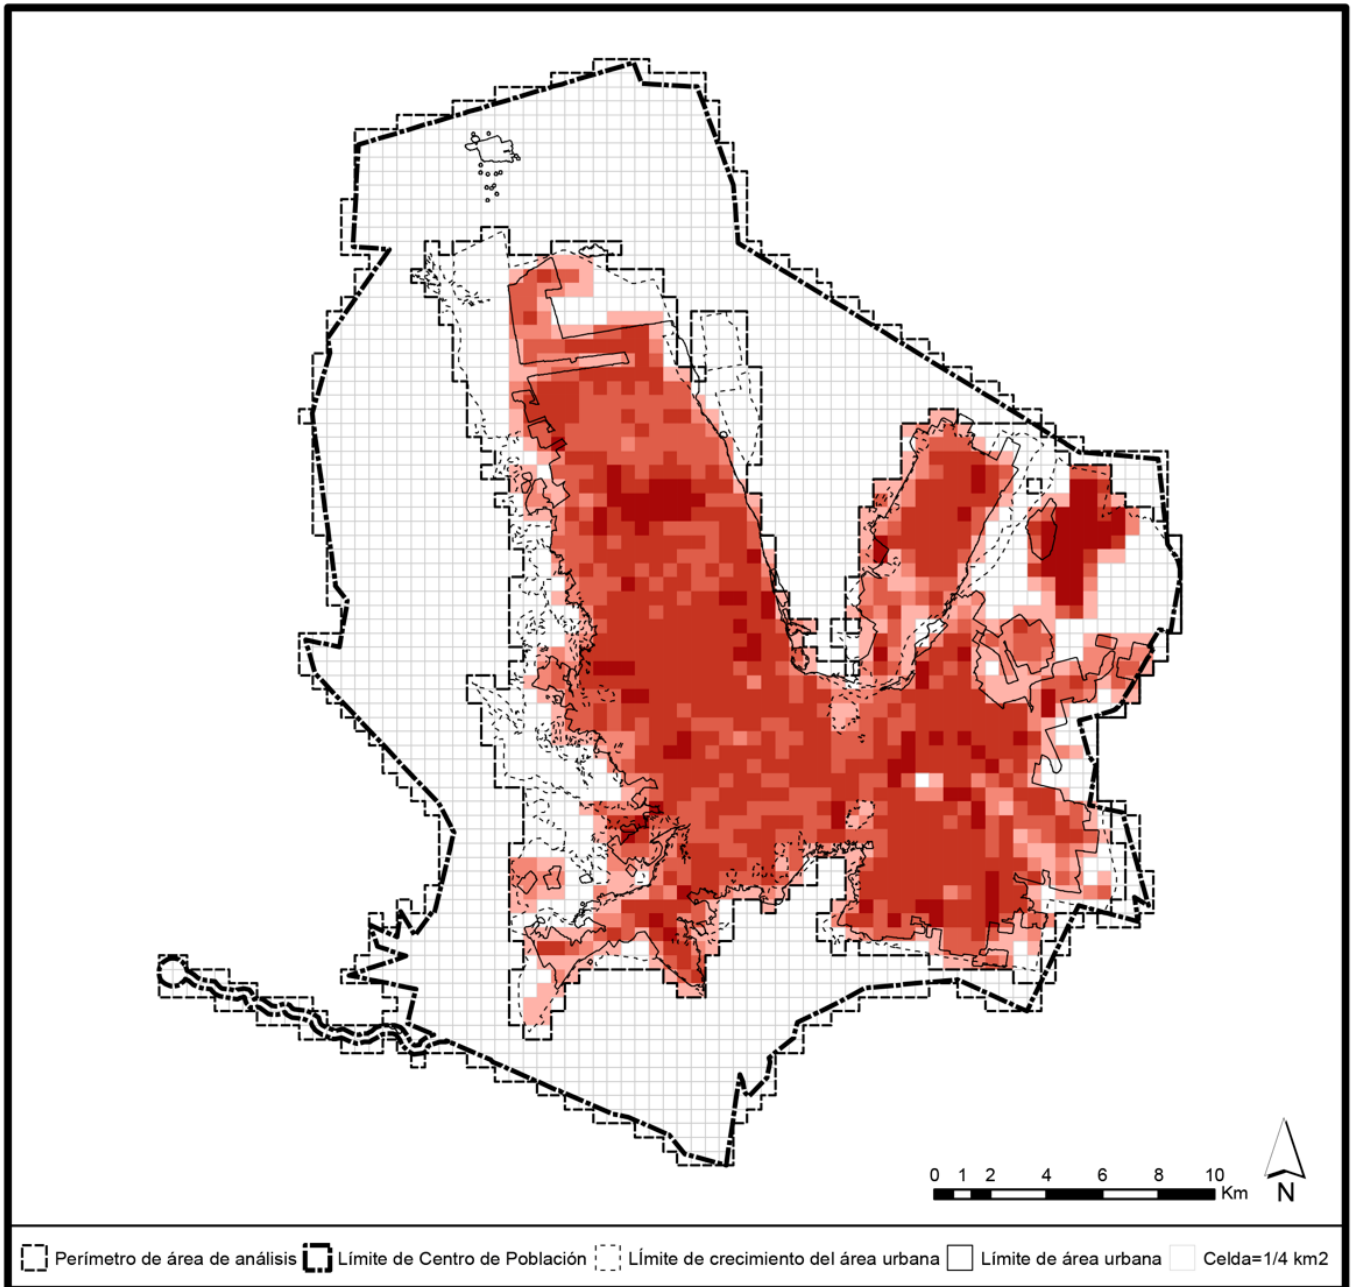 0 1 2 4 6 8 10
Km
N
Perímetro de área de análisis Límite de Centro de Población LÍmite de crecimiento del área urbana Límite de área urbana Celda=1/4 km2